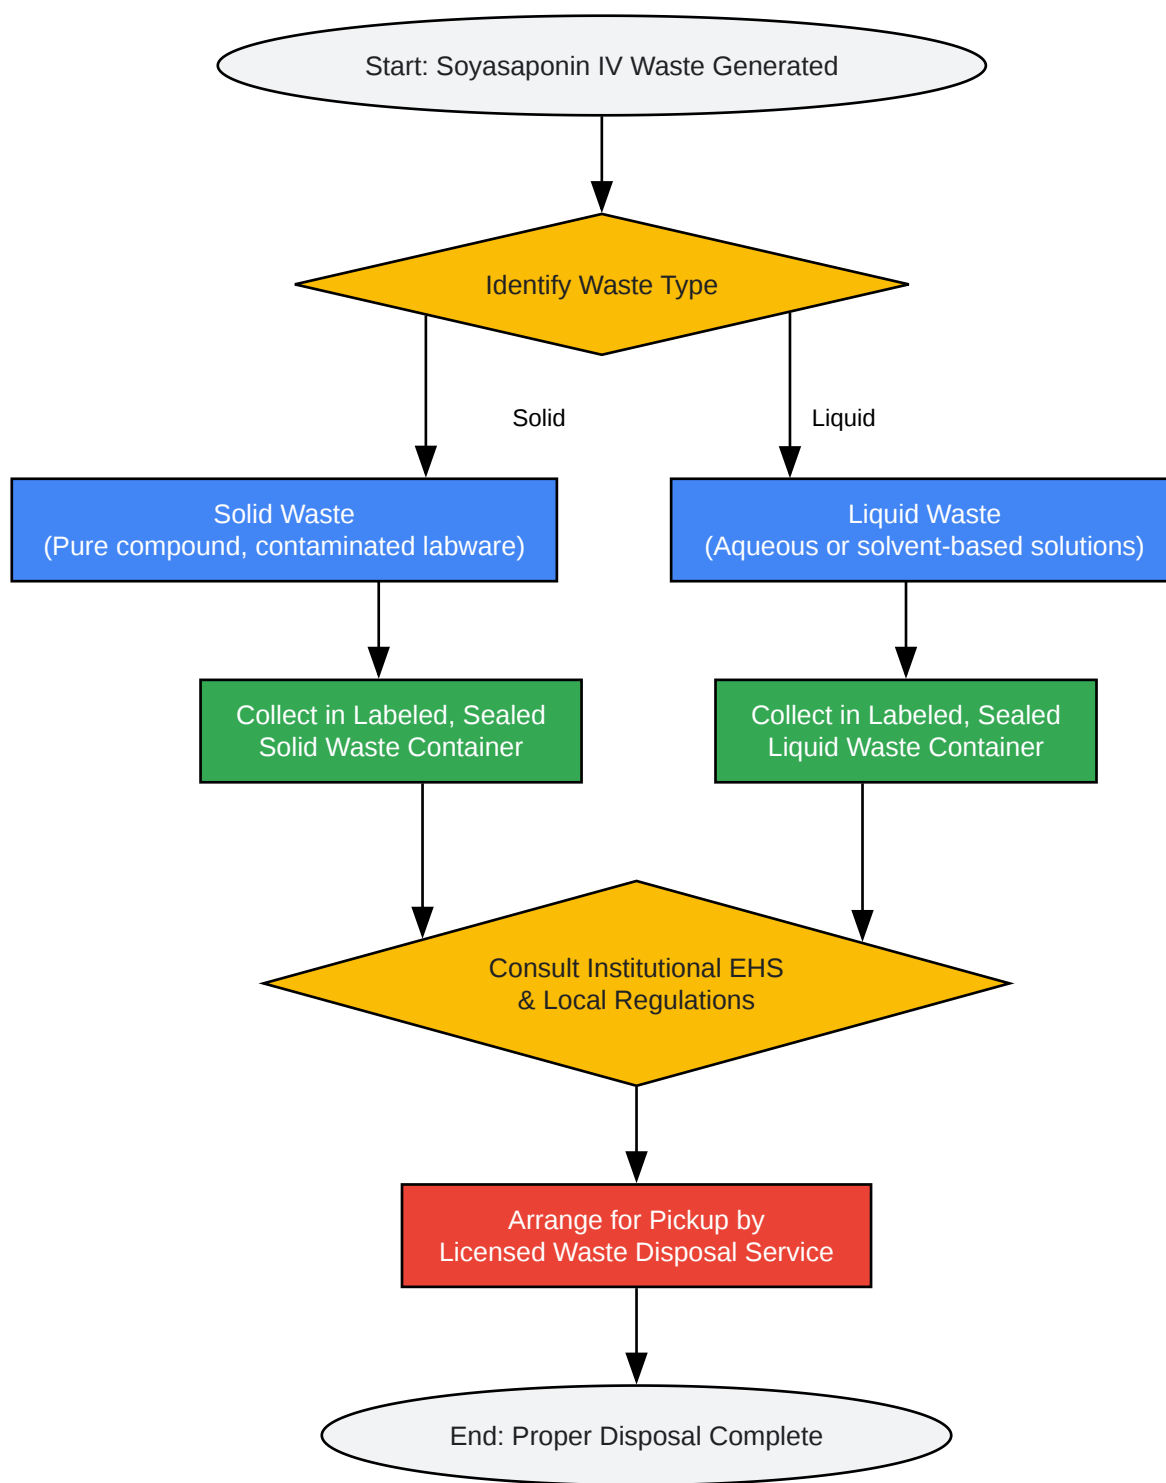 Start: Soyasaponin IV Waste Generated
Identify Waste Type
Solid
Liquid
Solid Waste
(Pure compound, contaminated labware)
Liquid Waste
(Aqueous or solvent-based solutions)
Collect in Labeled, Sealed
Solid Waste Container
Collect in Labeled, Sealed
Liquid Waste Container
Consult Institutional EHS
& Local Regulations
Arrange for Pickup by
Licensed Waste Disposal Service
End: Proper Disposal Complete